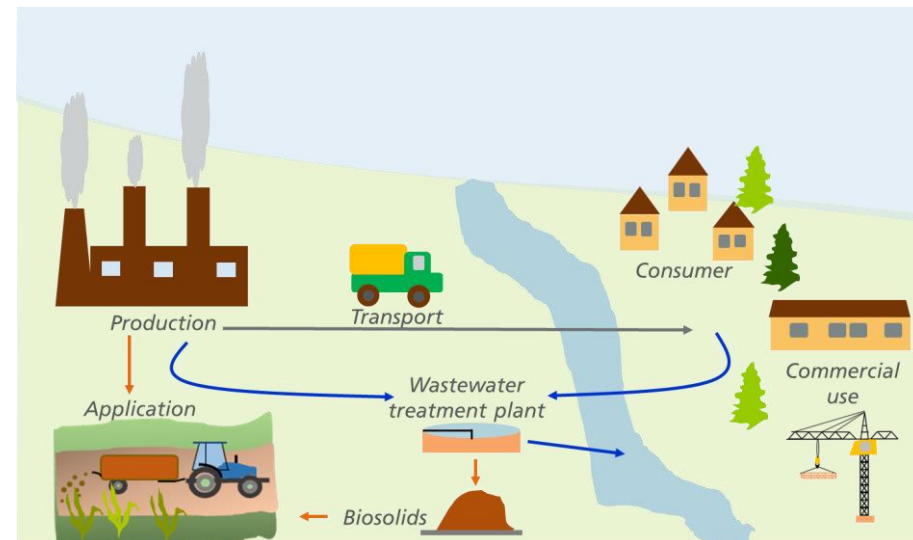 Consumer
Transport
Production
Commercial
use
Wastewater
treatment plant
Application
Biosolids